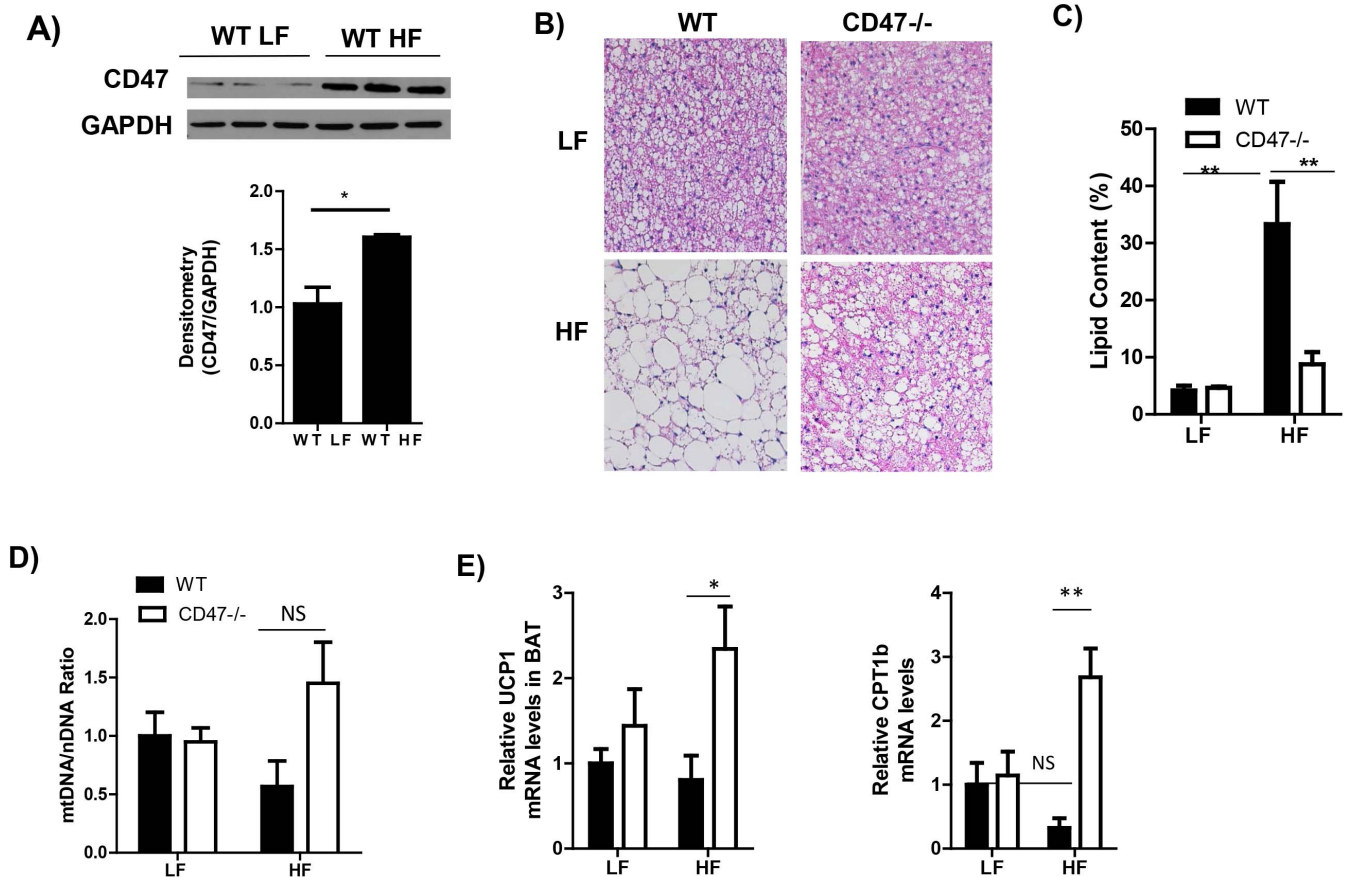 A)
WT LF WT HF
CD47
GAPDH
Densitometry
(CD47/GAPDH)
2.0
1.5
1.0
0.5
0.0
*
WT LF WT HF
B)
WT CD47-/-
LF
HF
C)
WT
CD47-/-
Lipid Content (%)
50
40
30
20
10
0
**
**
LF HF
D)
WT
CD47-/-
mtDNA/nDNA Ratio
2.0
1.5
1.0
0.5
0.0
NS
LF HF
E)
Relative UCP1
mRNA levels in BAT
3
2
1
0
*
LF HF
Relative CPT1b
mRNA levels
4
3
2
1
0
**
NS
LF HF